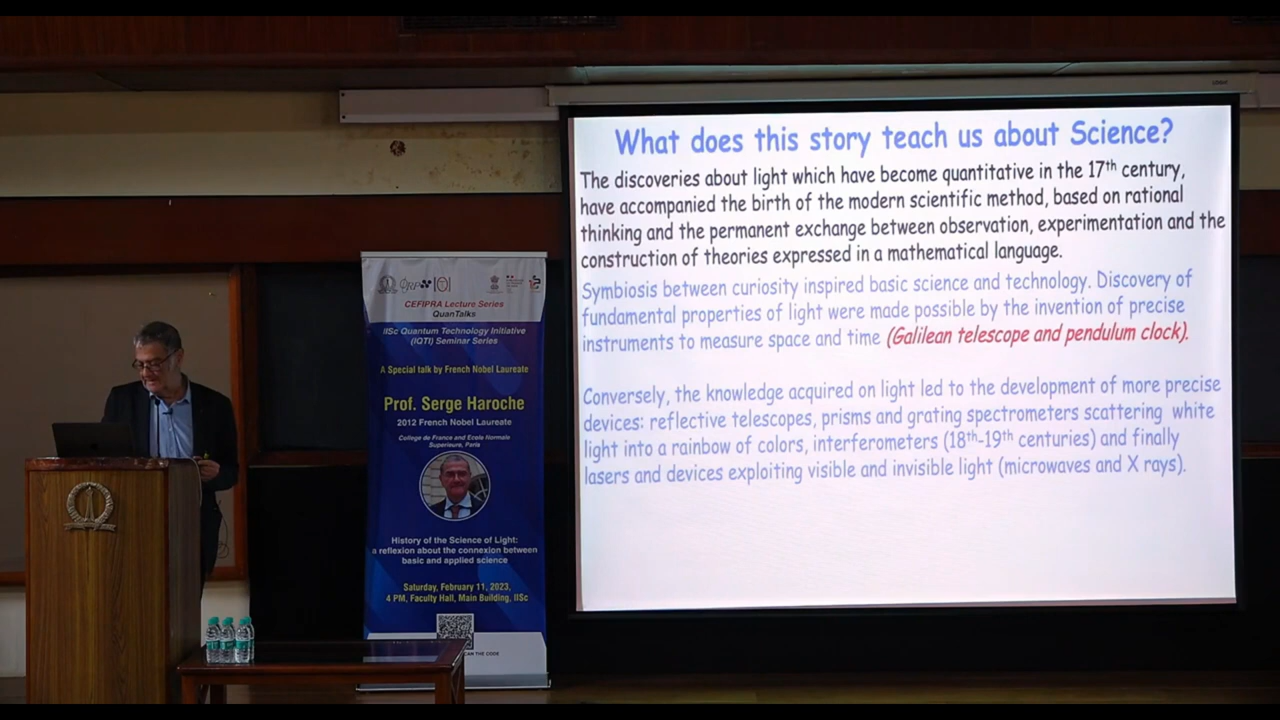 What does this story teach us about Science?
The discoveries about light which have become quantitative in the 17th century,
have accompanied the birth of the modern scientific method, based on rational
thinking and the permanent exchange between observation, experimentation and the
construction of theories expressed in a mathematical language.
Symbiosis between curiosity inspired basic science and technology. Discovery of
fundamental properties of light were made possible by the invention of precise
instruments to measure space and time (Galilean telescope and pendulum clock).
Conversely, the knowledge acquired on light led to the development of more precise
devices: reflective telescopes, prisms and grating spectrometers scattering white
light into a rainbow of colors, interferometers (18th-19th centuries) and finally
lasers and devices exploiting visible and invisible light (microwaves and X rays).
CEFIPRA Lecture Series
QuanTalks
IISc Quantum Technology Initiative
(IQTI) Seminar Series
A Special talk by French Nobel Laureate
Prof. Serge Haroche
2012 French Nobel Laureate
College de France and Ecole Normale
Superieure, Paris
History of the Science of Light:
a reflexion about the connexion between
basic and applied science
Saturday, February 11, 2023,
4 PM, Faculty Hall, Main Building, IISc
CAN THE CODE